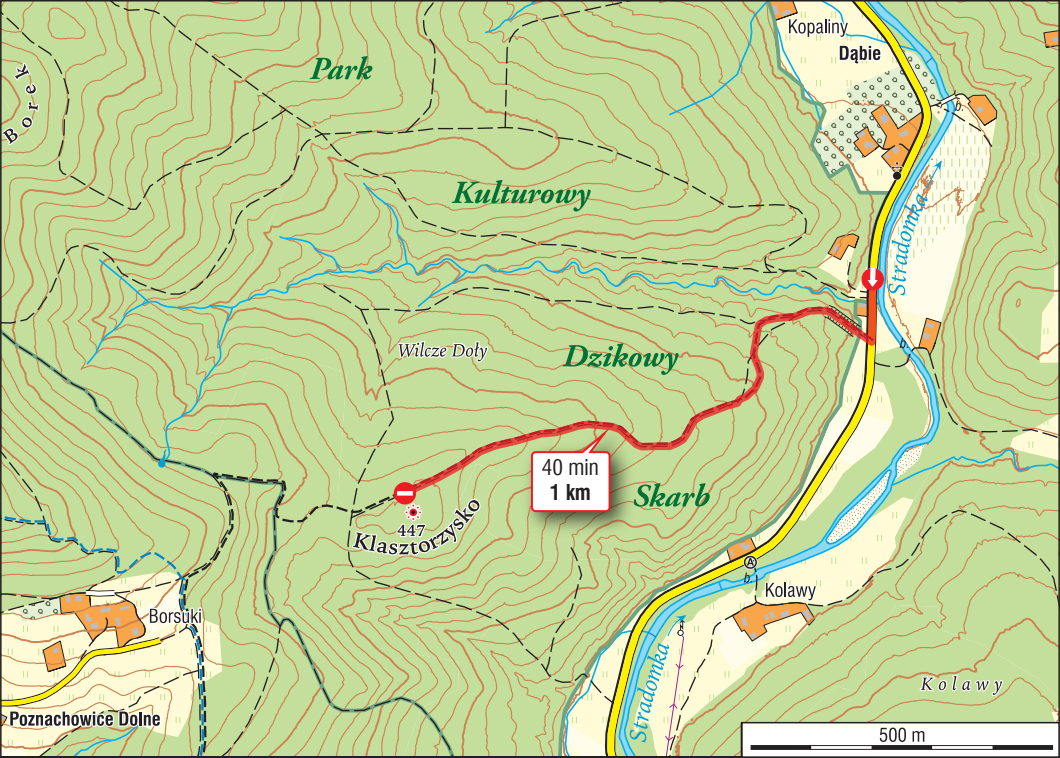 Kopaliny
Dąbie
Park
Borek
b.
Kulturowy
Stradomka
Wilcze Doły
Dzikowy
b.
40 min
1 km
Skarb
447
Klasztorzysko
A
b.
Kolawy
Borsuki
Stradomka
Kolawy
Poznachowice Dolne
500 m